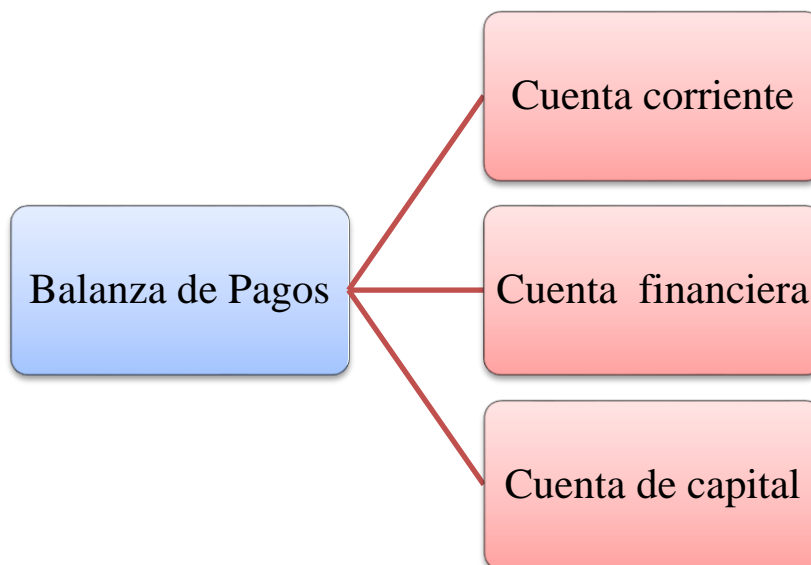 Cuenta corriente
Balanza de Pagos
Cuenta  financiera
Cuenta de capital